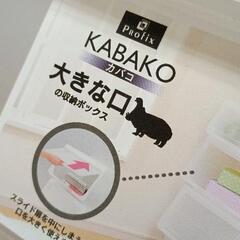 PRofix
KABAKO
カバコ
大きな口
の収納ボックス
スライド扉を中にしまう
口を大きく使え